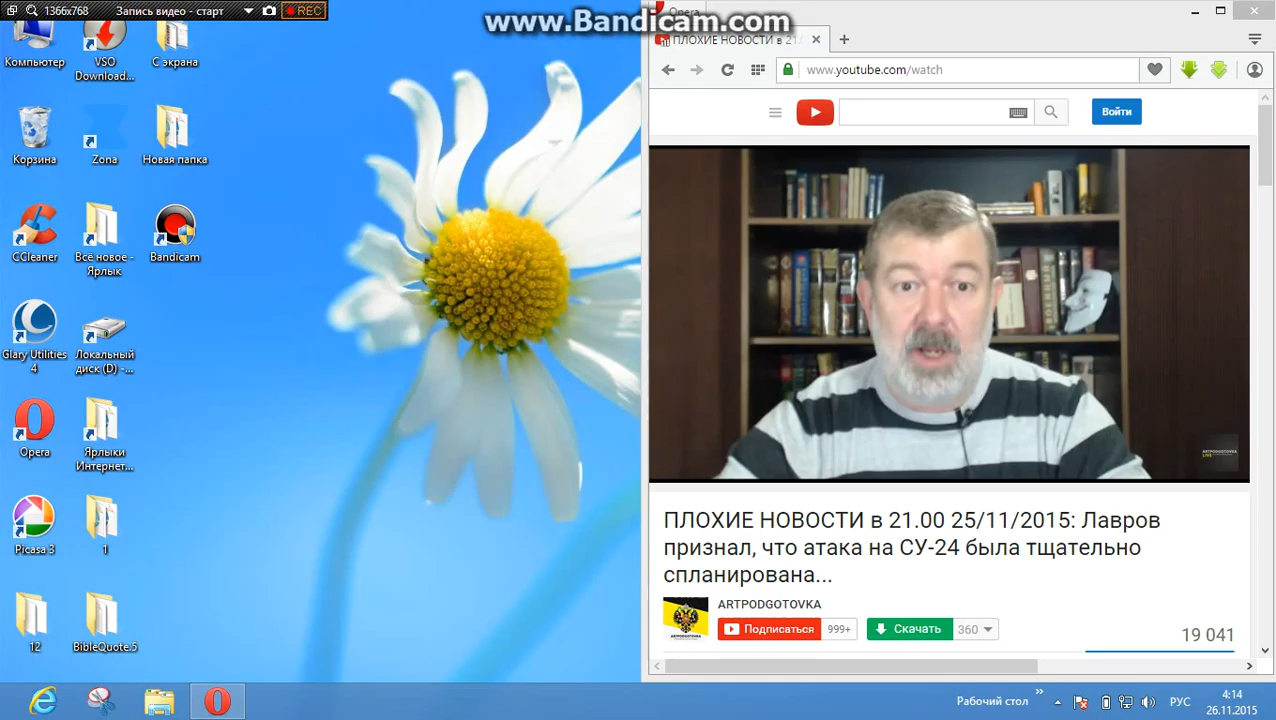 1366x768 Запись видео - старт REC
www.Bandicam.com
Opera
ПЛОХИЕ НОВОСТИ в 21.0
www.youtube.com/watch
Войти
Компьютер
VSO Download...
С экрана
Корзина
Zona
Новая папка
CCleaner
Всё новое - Ярлык
Bandicam
Glary Utilities 4
Локальный диск (D) -...
Opera
Ярлыки Интернет...
Picasa 3
1
12
BibleQuote.5
ARTPODGOTOVKA
LIVE
ПЛОХИЕ НОВОСТИ в 21.00 25/11/2015: Лавров
признал, что атака на СУ-24 была тщательно
спланирована...
ARTPODGOTOVKA
Подписаться 999+ Скачать 360
19 041
Рабочий стол
РУС
4:14
26.11.2015